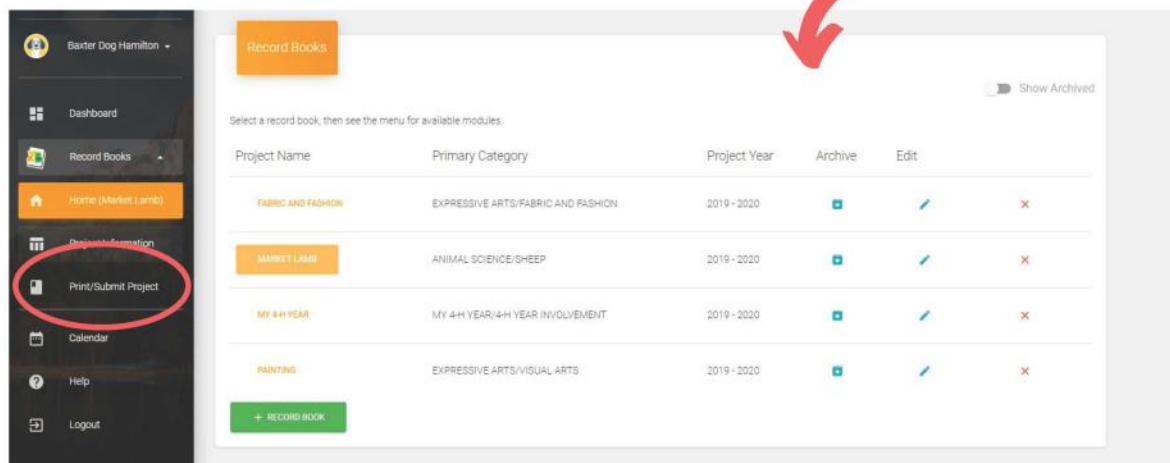 Baxter Dog Hamilton
Dashboard
Record Books
Home (Market Lamb)
Project Information
Print/Submit Project
Calendar
Help
Logout
Record Books
Show Archived
Select a record book, then see the menu for available modules.
Project Name Primary Category Project Year Archive Edit
FABRIC AND FASHION EXPRESSIVE ARTS/FABRIC AND FASHION 2019 - 2020
MARKET LAMB ANIMAL SCIENCE/SHEEP 2019 - 2020
MY 4-H YEAR MY 4-H YEAR/4-H YEAR INVOLVEMENT 2019 - 2020
PAINTING EXPRESSIVE ARTS/VISUAL ARTS 2019 - 2020
+ RECORD BOOK